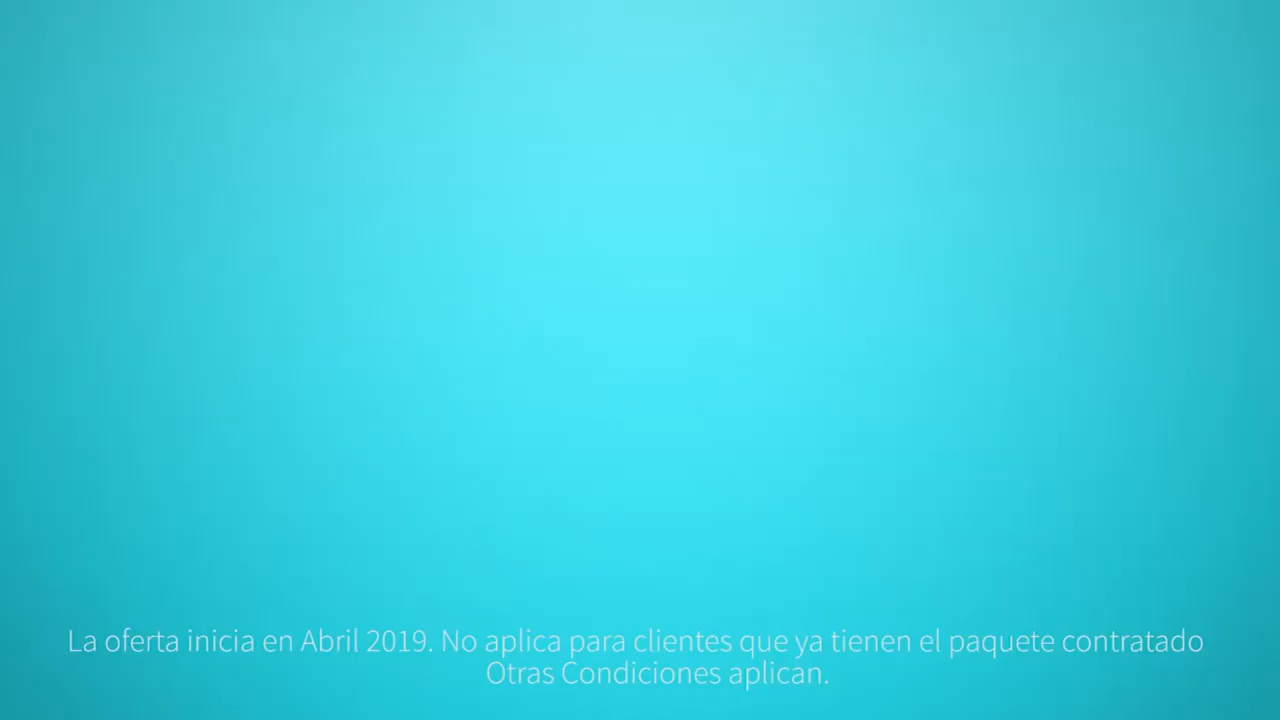 La oferta inicia en Abril 2019. No aplica para clientes que ya tienen el paquete contratado
Otras Condiciones aplican.